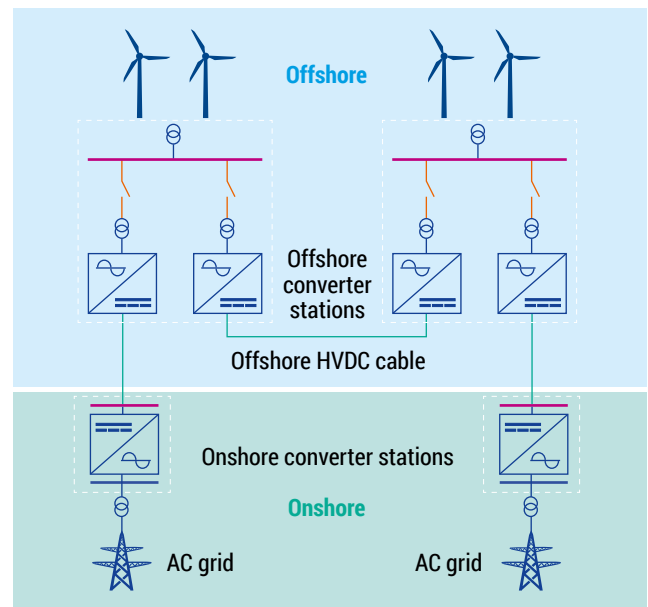 Offshore
Offshore
converter
stations
Offshore HVDC cable
Onshore converter stations
Onshore
AC grid
AC grid